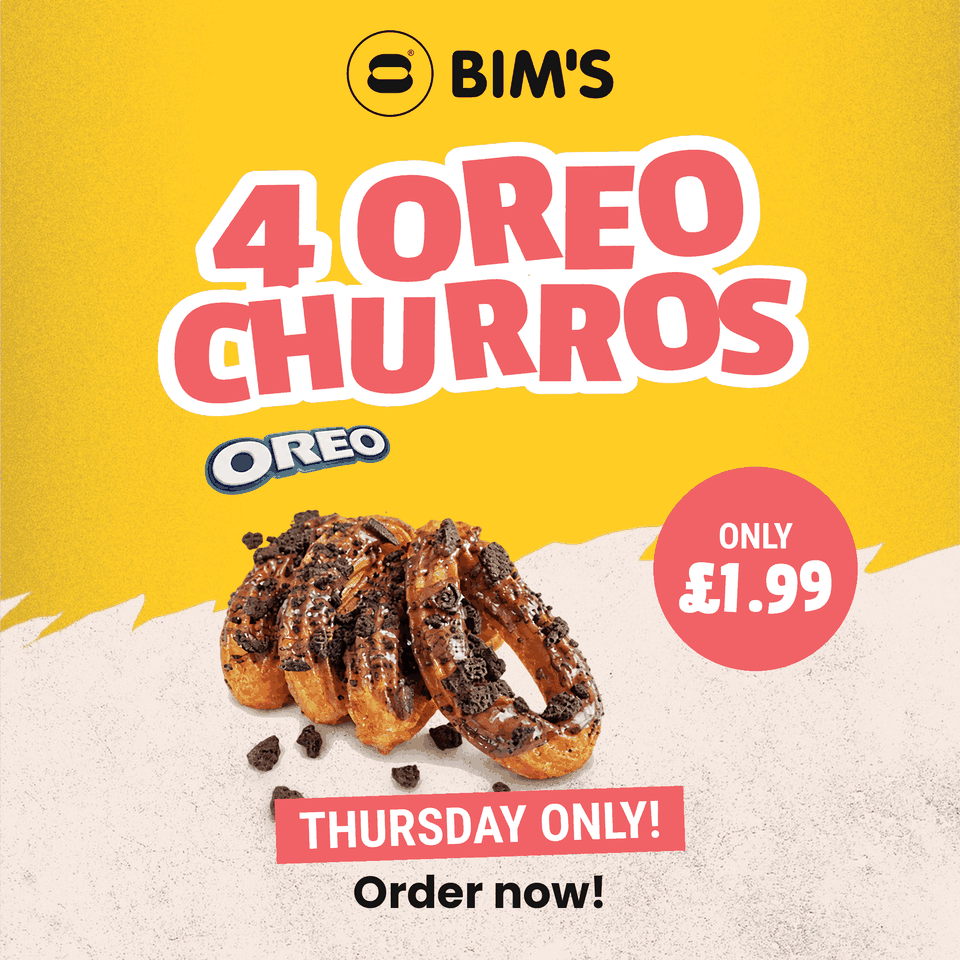 BIM'S
4 OREO
CHURROS
OREO
ONLY
£1.99
THURSDAY ONLY!
Order now!